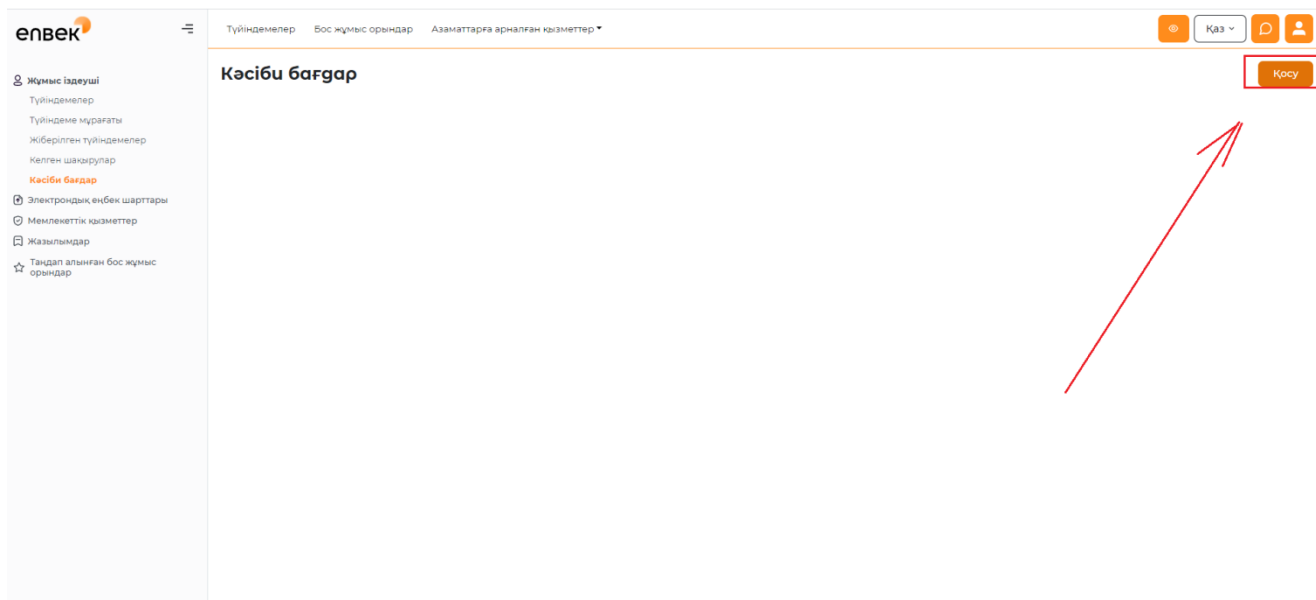 enbek
Түйіндемелер Бос жұмыс орындар Азаматтарға арналған қызметтер
Қаз
Жұмыс іздеуші
Түйіндемелер
Түйіндеме мұрағаты
Жіберілген түйіндемелер
Келген шақырулар
Кәсіби бағдар
Электрондық еңбек шарттары
Мемлекеттік қызметтер
Жазылымдар
Таңдап алынған бос жұмыс
орындар
Кәсіби бағдар
Қосу